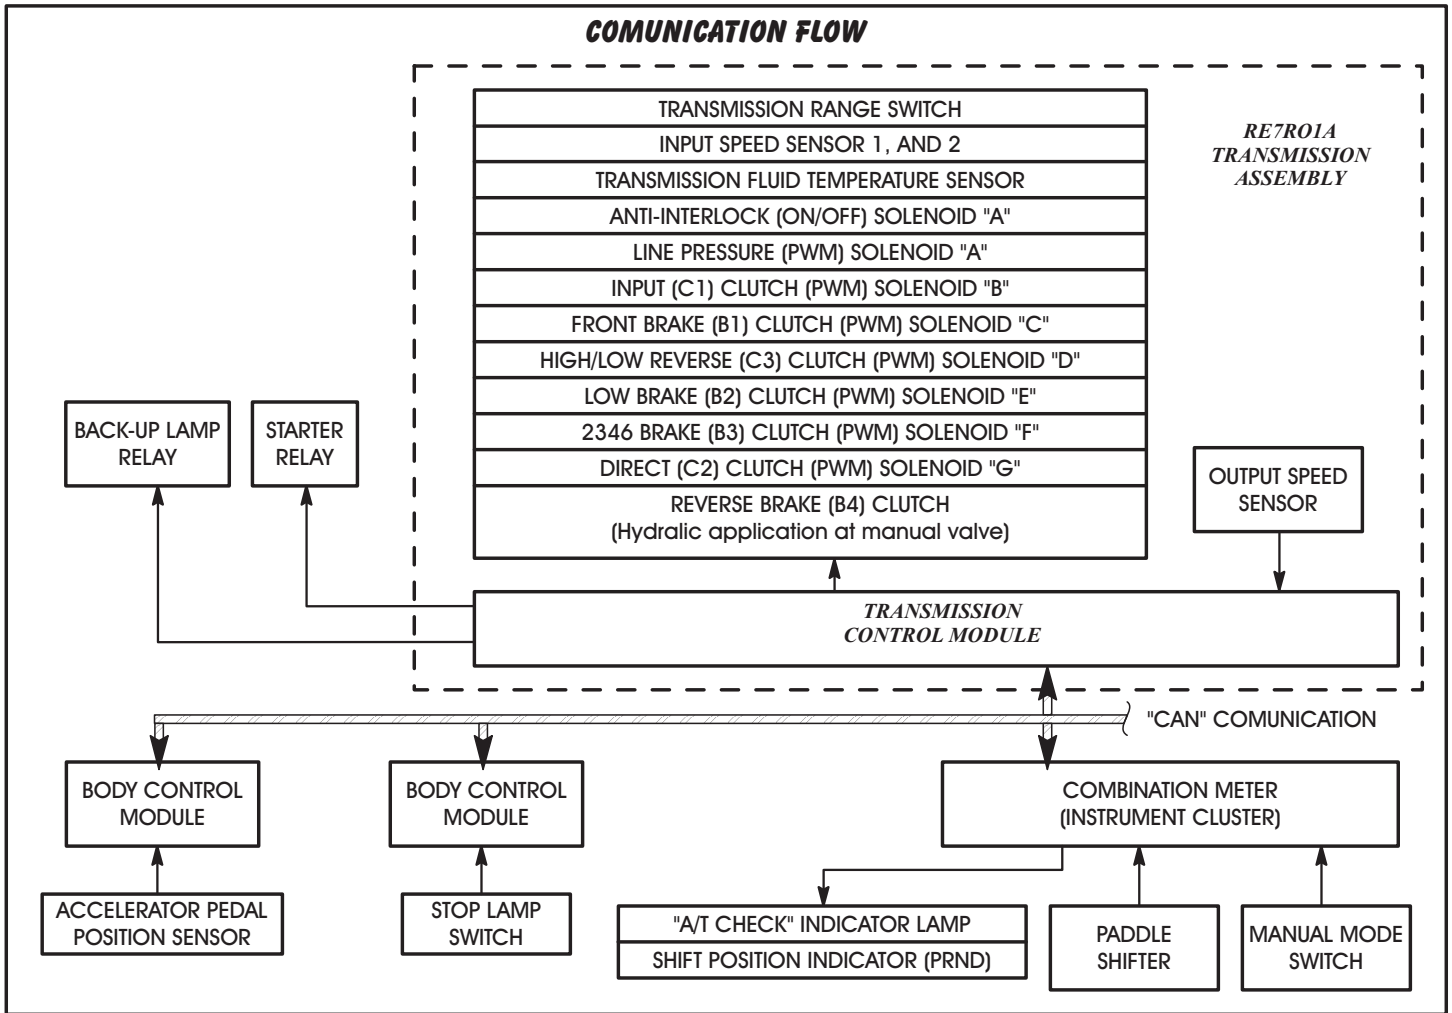 COMUNICATION FLOW
TRANSMISSION RANGE SWITCH
INPUT SPEED SENSOR 1, AND 2
TRANSMISSION FLUID TEMPERATURE SENSOR
ANTI-INTERLOCK (ON/OFF) SOLENOID "A"
LINE PRESSURE (PWM) SOLENOID "A"
INPUT (C1) CLUTCH (PWM) SOLENOID "B"
FRONT BRAKE (B1) CLUTCH (PWM) SOLENOID "C"
HIGH/LOW REVERSE (C3) CLUTCH (PWM) SOLENOID "D"
LOW BRAKE (B2) CLUTCH (PWM) SOLENOID "E"
2346 BRAKE (B3) CLUTCH (PWM) SOLENOID "F"
DIRECT (C2) CLUTCH (PWM) SOLENOID "G"
REVERSE BRAKE (B4) CLUTCH
(Hydralic application at manual valve)
RE7RO1A
TRANSMISSION
ASSEMBLY
BACK-UP LAMP
RELAY
STARTER
RELAY
OUTPUT SPEED
SENSOR
TRANSMISSION
CONTROL MODULE
"CAN" COMUNICATION
BODY CONTROL
MODULE
BODY CONTROL
MODULE
COMBINATION METER
(INSTRUMENT CLUSTER)
ACCELERATOR PEDAL
POSITION SENSOR
STOP LAMP
SWITCH
"A/T CHECK" INDICATOR LAMP
SHIFT POSITION INDICATOR (PRND)
PADDLE
SHIFTER
MANUAL MODE
SWITCH